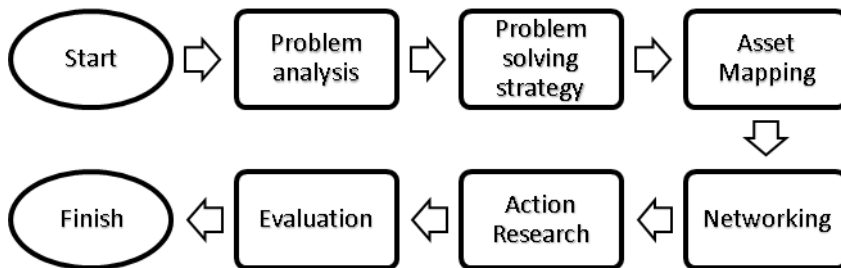 Start
Problem
analysis
Problem
solving
strategy
Asset
Mapping
Networking
Action
Research
Evaluation
Finish